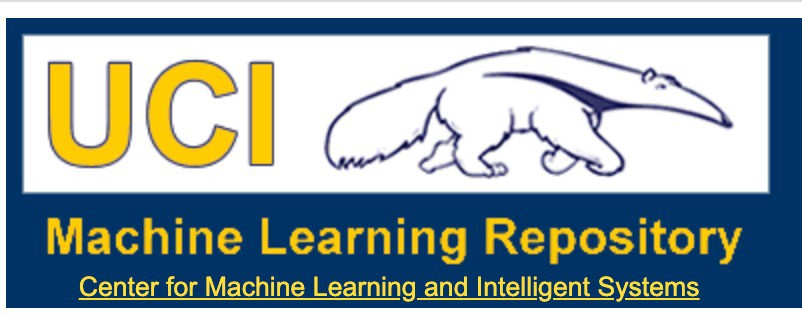 UCI
Machine Learning Repository
Center for Machine Learning and Intelligent Systems